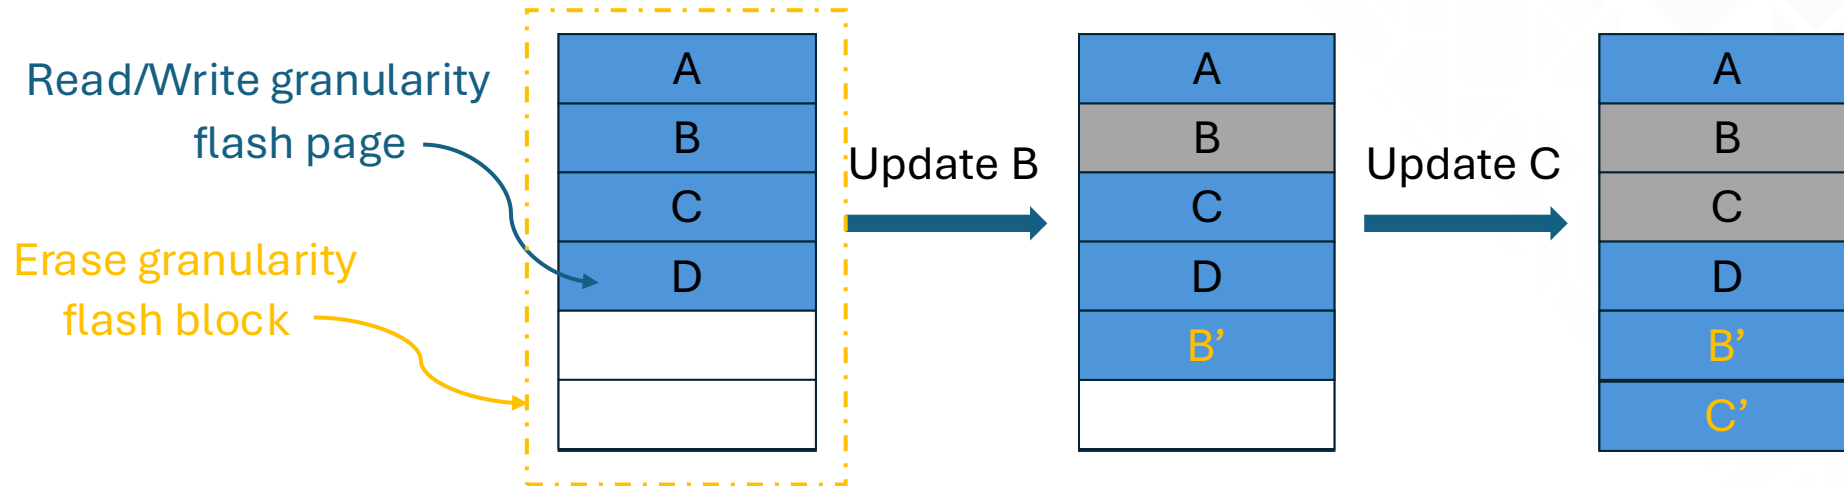 Read/Write granularity
flash page
Erase granularity
flash block
A
B
C
D
Update B
A
B
C
D
B’
Update C
A
B
C
D
B’
C’